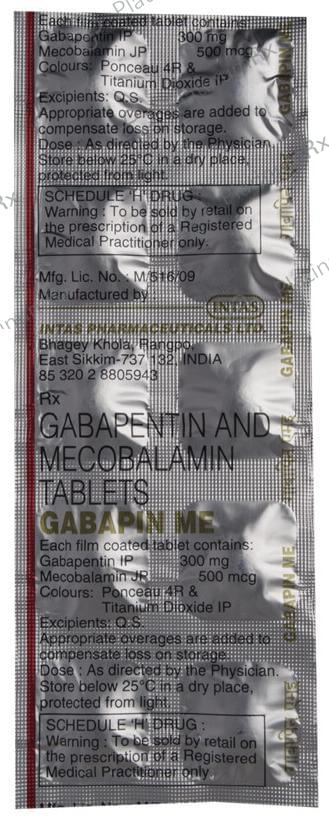 Each film coated tablet contains:
Gabapentin IP 300 mg
Mecobalamin JP 500 mcg
Colours: Ponceau 4R &
Titanium Dioxide IP
Excipients: Q.S.
Appropriate overages are added to
compensate loss on storage.
Dose : As directed by the Physician.
Store below 25°C in a dry place,
protected from light.
SCHEDULE 'H' DRUG :
Warning : To be sold by retail on
the prescription of a Registered
Medical Practitioner only.
Mfg. Lic. No. : M/516/09
Manufactured by :
INTAS
INTAS PHARMACEUTICALS LTD.
Bhagey Khola, Rangpo,
East Sikkim-737 132, INDIA
85 320 2 8805943
Rx
GABAPENTIN AND
MECOBALAMIN
TABLETS
GABAPIN ME
Each film coated tablet contains:
Gabapentin IP 300 mg
Mecobalamin JP 500 mcg
Colours: Ponceau 4R &
Titanium Dioxide IP
Excipients: Q.S.
Appropriate overages are added to
compensate loss on storage.
Dose : As directed by the Physician.
Store below 25°C in a dry place,
protected from light.
SCHEDULE 'H' DRUG :
Warning : To be sold by retail on
the prescription of a Registered
Medical Practitioner only.
GABAPIN ME
GABAPIN ME
GABAPIN ME